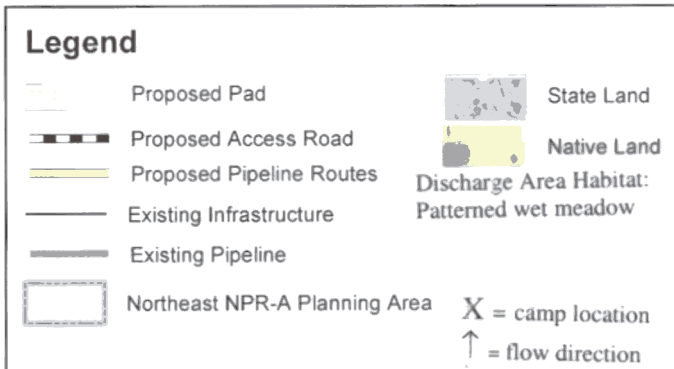 Legend
Proposed Pad
Proposed Access Road
Proposed Pipeline Routes
Existing Infrastructure
Existing Pipeline
Northeast NPR-A Planning Area
State Land
Native Land
Discharge Area Habitat:
Patterned wet meadow
X = camp location
↑ = flow direction